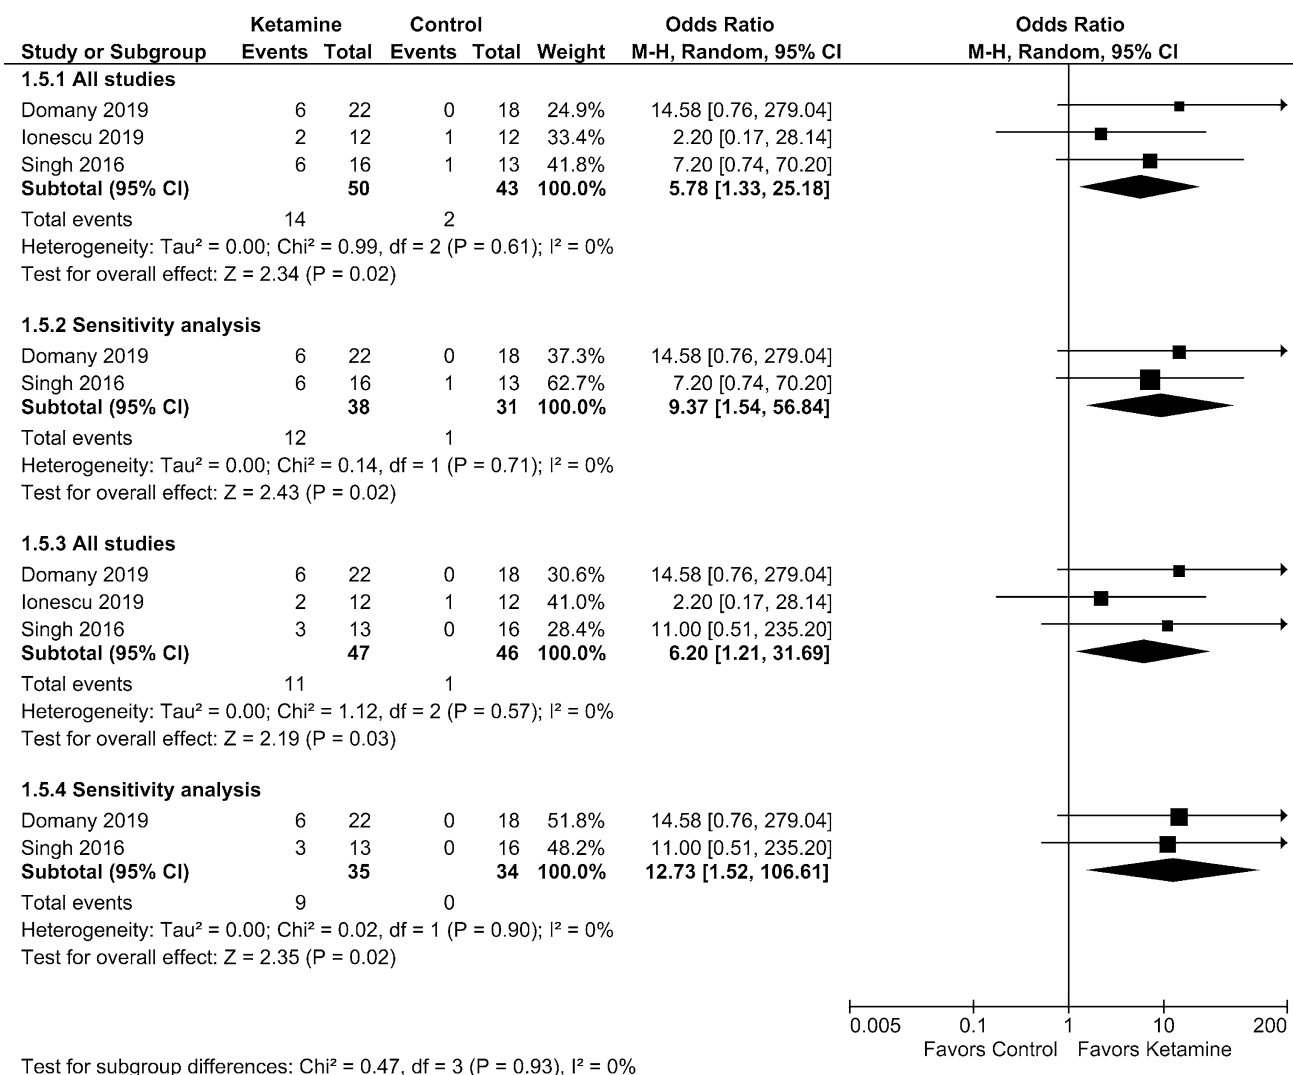 Ketamine Control Odds Ratio Odds Ratio
Study or Subgroup Events Total Events Total Weight M-H, Random, 95% CI M-H, Random, 95% CI
1.5.1 All studies
Domany 2019 6 22 0 18 24.9% 14.58 [0.76, 279.04]
Ionescu 2019 2 12 1 12 33.4% 2.20 [0.17, 28.14]
Singh 2016 6 16 1 13 41.8% 7.20 [0.74, 70.20]
Subtotal (95% CI) 50 43 100.0% 5.78 [1.33, 25.18]
Total events 14 2
Heterogeneity: Tau² = 0.00; Chi² = 0.99, df = 2 (P = 0.61); I² = 0%
Test for overall effect: Z = 2.34 (P = 0.02)
1.5.2 Sensitivity analysis
Domany 2019 6 22 0 18 37.3% 14.58 [0.76, 279.04]
Singh 2016 6 16 1 13 62.7% 7.20 [0.74, 70.20]
Subtotal (95% CI) 38 31 100.0% 9.37 [1.54, 56.84]
Total events 12 1
Heterogeneity: Tau² = 0.00; Chi² = 0.14, df = 1 (P = 0.71); I² = 0%
Test for overall effect: Z = 2.43 (P = 0.02)
1.5.3 All studies
Domany 2019 6 22 0 18 30.6% 14.58 [0.76, 279.04]
Ionescu 2019 2 12 1 12 41.0% 2.20 [0.17, 28.14]
Singh 2016 3 13 0 16 28.4% 11.00 [0.51, 235.20]
Subtotal (95% CI) 47 46 100.0% 6.20 [1.21, 31.69]
Total events 11 1
Heterogeneity: Tau² = 0.00; Chi² = 1.12, df = 2 (P = 0.57); I² = 0%
Test for overall effect: Z = 2.19 (P = 0.03)
1.5.4 Sensitivity analysis
Domany 2019 6 22 0 18 51.8% 14.58 [0.76, 279.04]
Singh 2016 3 13 0 16 48.2% 11.00 [0.51, 235.20]
Subtotal (95% CI) 35 34 100.0% 12.73 [1.52, 106.61]
Total events 9 0
Heterogeneity: Tau² = 0.00; Chi² = 0.02, df = 1 (P = 0.90); I² = 0%
Test for overall effect: Z = 2.35 (P = 0.02)
0.005 0.1 1 10 200
Favors Control Favors Ketamine
Test for subgroup differences: Chi² = 0.47, df = 3 (P = 0.93), I² = 0%